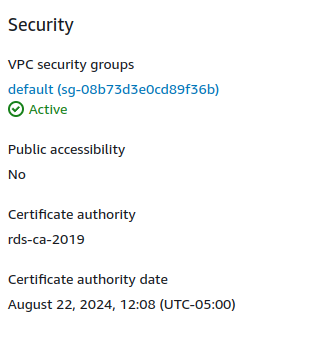 Security
VPC security groups
default (sg-08b73d3e0cd89f36b)
Active
Public accessibility
No
Certificate authority
rds-ca-2019
Certificate authority date
August 22, 2024, 12:08 (UTC-05:00)